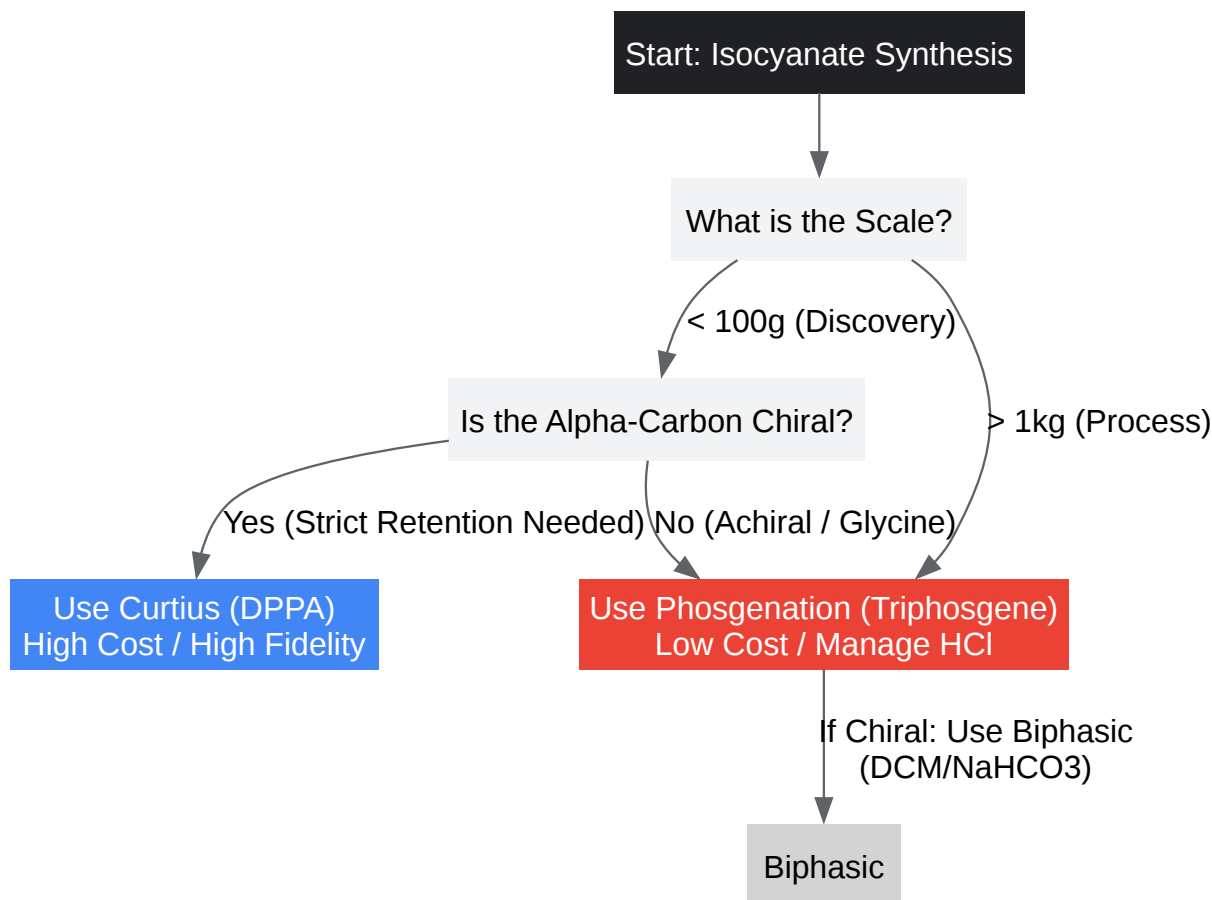 Start: Isocyanate Synthesis
What is the Scale?
< 100g (Discovery)
Is the Alpha-Carbon Chiral?
> 1kg (Process)
Yes (Strict Retention Needed)
No (Achiral / Glycine)
Use Curtius (DPPA)
High Cost / High Fidelity
Use Phosgenation (Triphosgene)
Low Cost / Manage HCl
If Chiral: Use Biphasic
(DCM/NaHCO3)
Biphasic